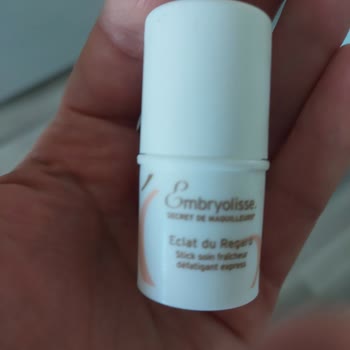 Embryolisse
SECRET DE MAQUILLEURS®
Eclat du Regard
Stick soin fraîcheur
défatigant express